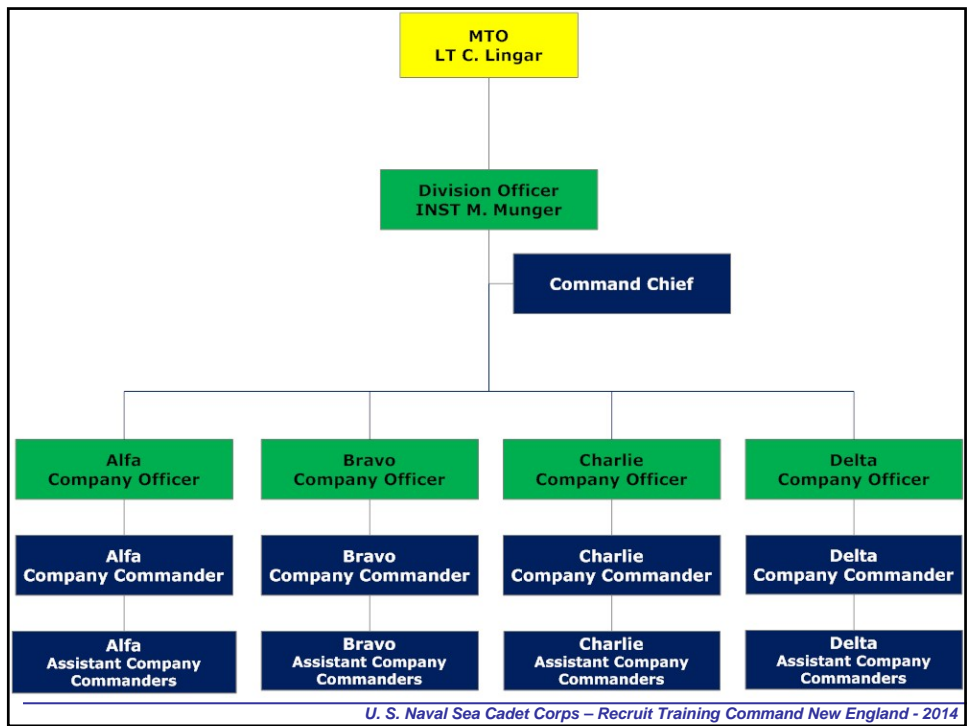 MTO
LT C. Lingar
Division Officer
INST M. Munger
Command Chief
Alfa
Company Officer
Bravo
Company Officer
Charlie
Company Officer
Delta
Company Officer
Alfa
Company Commander
Bravo
Company Commander
Charlie
Company Commander
Delta
Company Commander
Alfa
Assistant Company
Commanders
Bravo
Assistant Company
Commanders
Charlie
Assistant Company
Commanders
Delta
Assistant Company
Commanders
U. S. Naval Sea Cadet Corps – Recruit Training Command New England - 2014